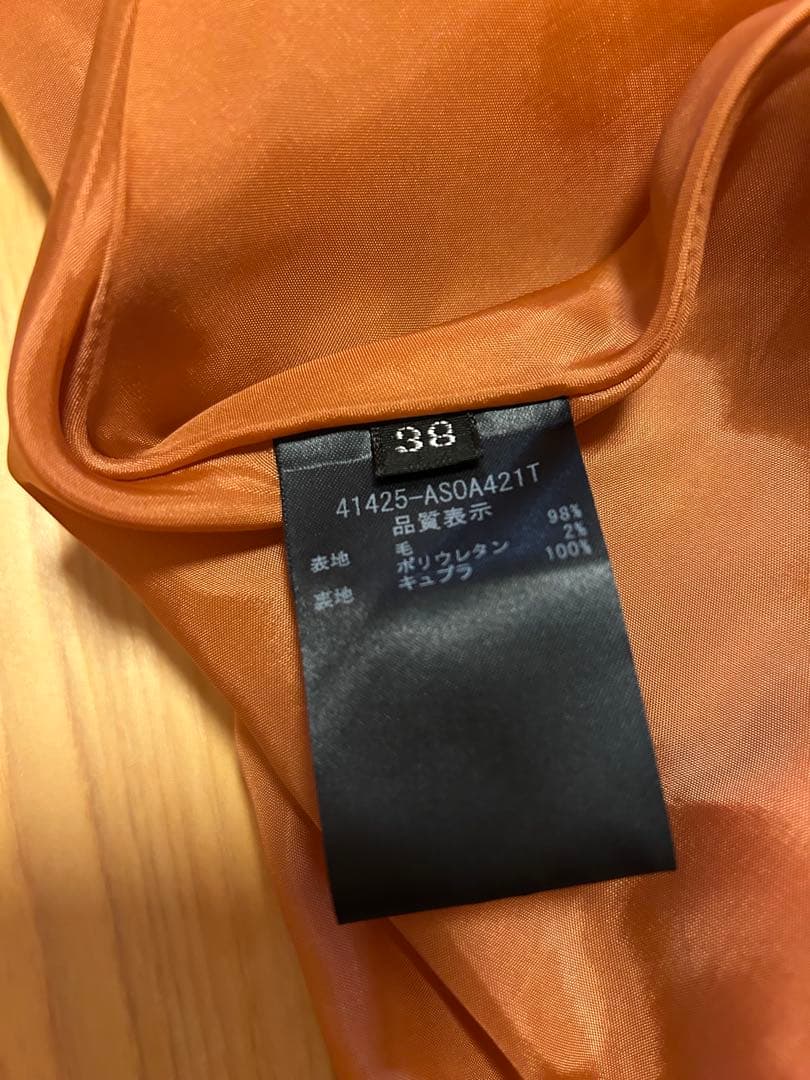 38
41425-ASOA421T
品質表示
表地 毛 98%
ポリウレタン 2%
裏地 キュプラ 100%